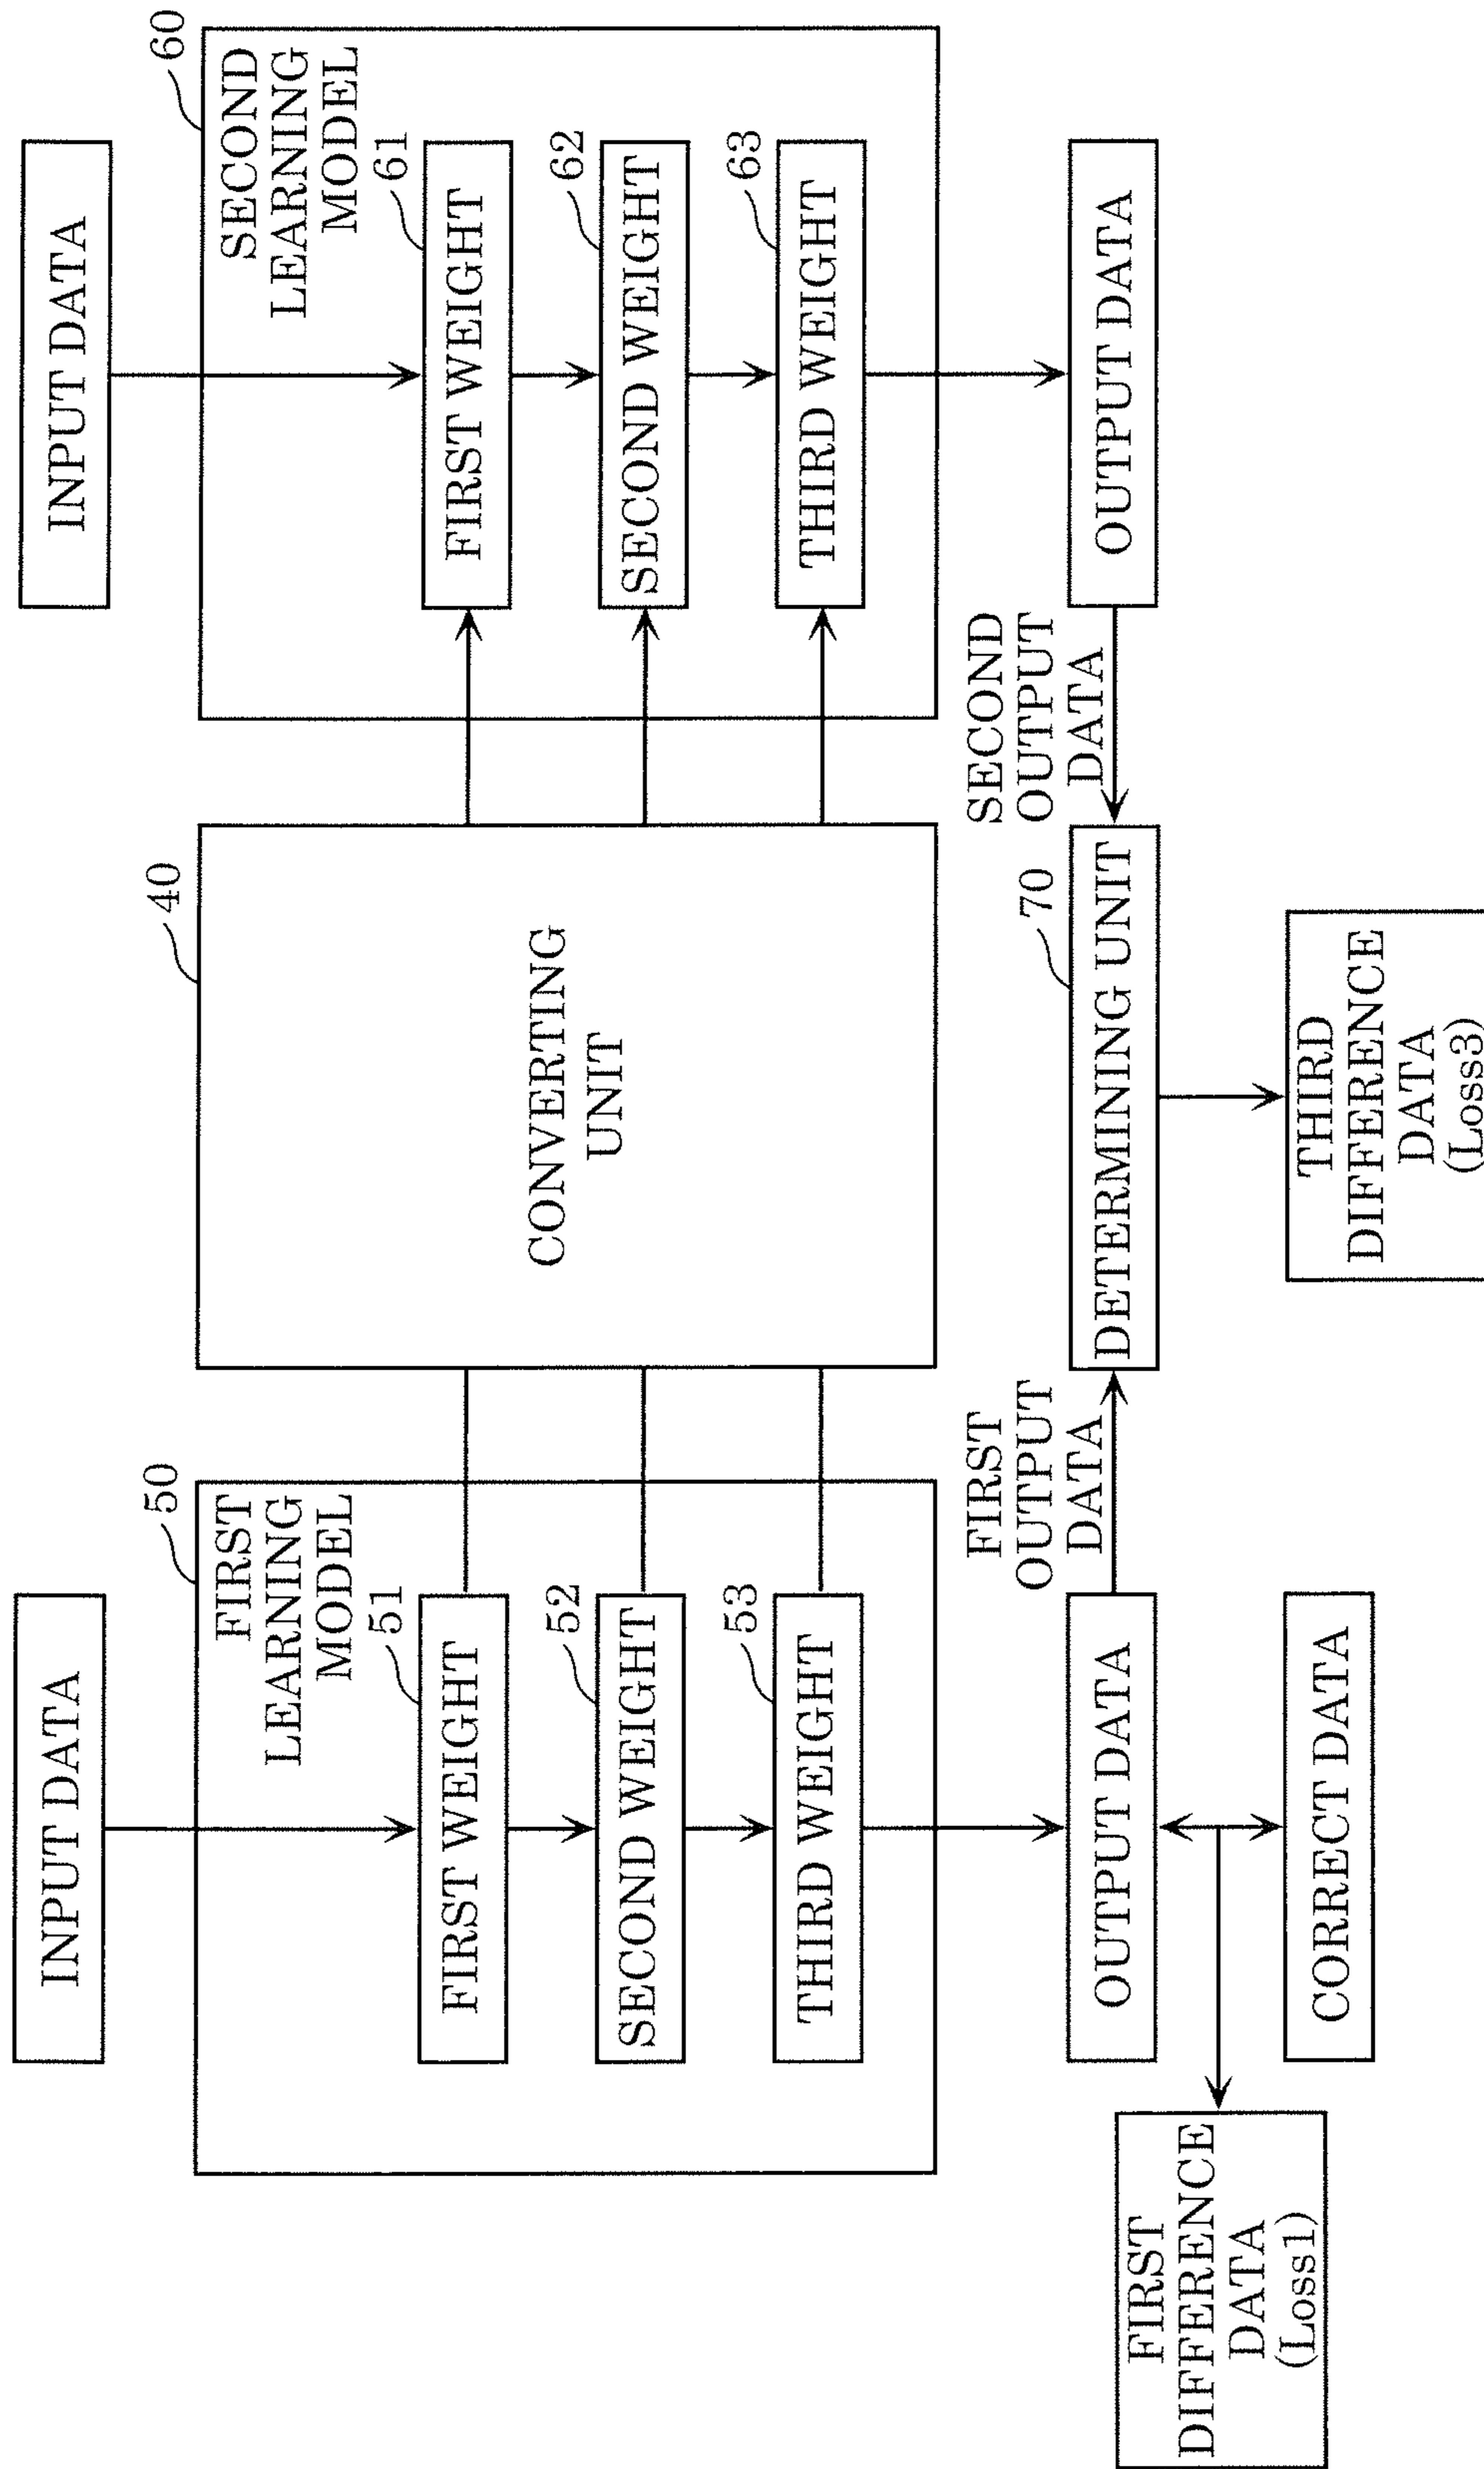 INPUT DATA
50
FIRST
LEARNING
MODEL
51
FIRST WEIGHT
52
SECOND WEIGHT
53
THIRD WEIGHT
OUTPUT DATA
CORRECT DATA
FIRST
DIFFERENCE
DATA
(Loss1)
40
CONVERTING
UNIT
FIRST
OUTPUT
DATA
70
DETERMINING UNIT
SECOND
OUTPUT
DATA
THIRD
DIFFERENCE
DATA
(Loss3)
INPUT DATA
60
SECOND
LEARNING
MODEL
61
FIRST WEIGHT
62
SECOND WEIGHT
63
THIRD WEIGHT
OUTPUT DATA